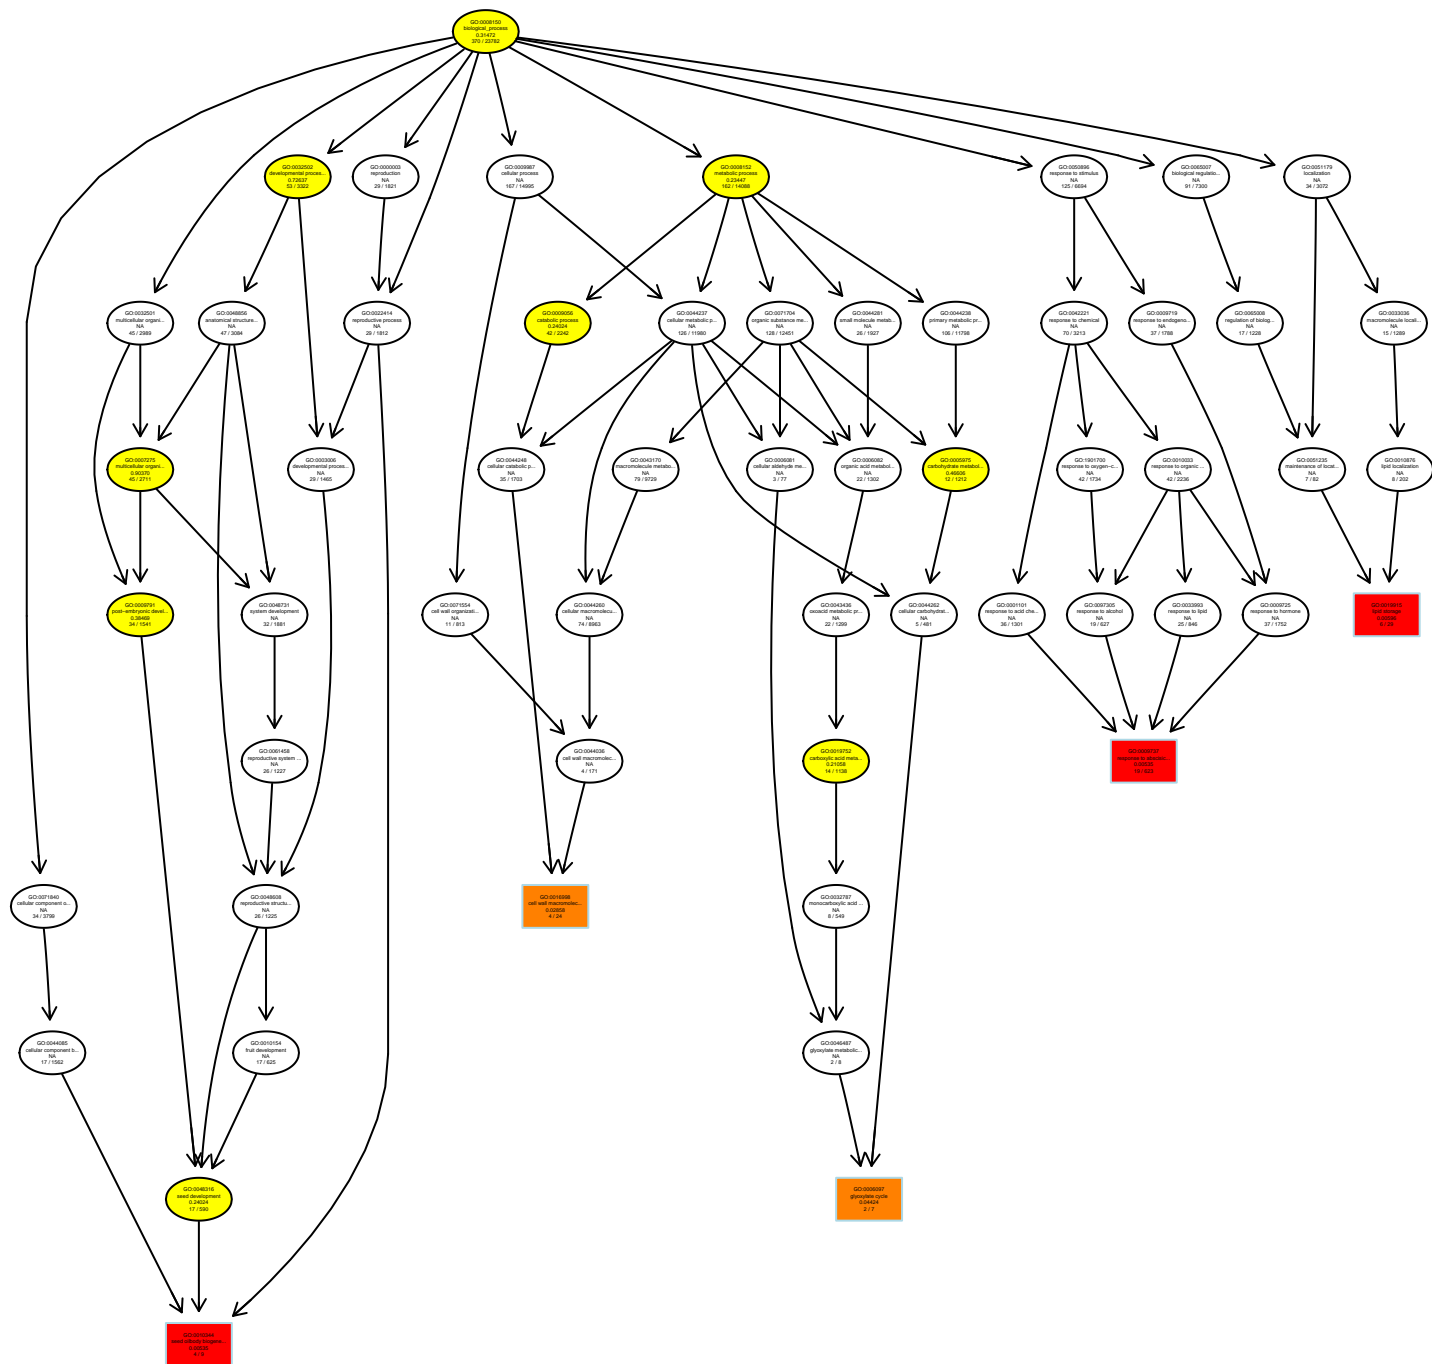 GO:0008150
biological_process
0.31472
370 / 23782
GO:0032502
developmental proces...
0.72637
53 / 3322
GO:0000003
reproduction
NA
29 / 1821
GO:0009987
cellular process
NA
167 / 14995
GO:0008152
metabolic process
0.23447
162 / 14088
GO:0050896
response to stimulus
NA
125 / 6694
GO:0065007
biological regulatio...
NA
91 / 7300
GO:0051179
localization
NA
34 / 3072
GO:0032501
multicellular organi...
NA
45 / 2989
GO:0048856
anatomical structure...
NA
47 / 3084
GO:0022414
reproductive process
NA
29 / 1812
GO:0009056
catabolic process
0.24024
42 / 2242
GO:0044237
cellular metabolic p...
NA
126 / 11980
GO:0071704
organic substance me...
NA
128 / 12451
GO:0044281
small molecule metab...
NA
26 / 1927
GO:0044238
primary metabolic pr...
NA
106 / 11798
GO:0042221
response to chemical
NA
70 / 3213
GO:0009719
response to endogeno...
NA
37 / 1788
GO:0065008
regulation of biolog...
NA
17 / 1228
GO:0033036
macromolecule locali...
NA
15 / 1289
GO:0007275
multicellular organi...
0.90370
45 / 2711
GO:0003006
developmental proces...
NA
29 / 1465
GO:0044248
cellular catabolic p...
NA
35 / 1703
GO:0043170
macromolecule metabo...
NA
79 / 9729
GO:0006081
cellular aldehyde me...
NA
3 / 77
GO:0006082
organic acid metabol...
NA
22 / 1302
GO:0005975
carbohydrate metabol...
0.46606
12 / 1212
GO:1901700
response to oxygen-c...
NA
42 / 1734
GO:0010033
response to organic ...
NA
42 / 2236
GO:0051235
maintenance of locat...
NA
7 / 82
GO:0010876
lipid localization
NA
8 / 202
GO:0009791
post-embryonic devel...
0.38469
34 / 1541
GO:0048731
system development
NA
32 / 1881
GO:0071554
cell wall organizati...
NA
11 / 813
GO:0044260
cellular macromolecu...
NA
74 / 8963
GO:0043436
oxoacid metabolic pr...
NA
22 / 1299
GO:0044262
cellular carbohydrat...
NA
5 / 481
GO:0001101
response to acid che...
NA
36 / 1301
GO:0097305
response to alcohol
NA
19 / 627
GO:0033993
response to lipid
NA
25 / 846
GO:0009725
response to hormone
NA
37 / 1752
lipid storage
GO:0061458
reproductive system ...
NA
26 / 1227
GO:0044036
cell wall macromolec...
NA
4 / 171
GO:0019752
carboxylic acid meta...
0.21058
14 / 1138
GO:0009737
response to abscisic...
GO:0071840
cellular component o...
NA
34 / 3799
GO:0048608
reproductive structu...
NA
26 / 1225
GO:0016998
cell wall macromolec...
0.02858
4 / 24
GO:0032787
monocarboxylic acid ...
NA
8 / 549
GO:0044085
cellular component b...
NA
17 / 1562
GO:0010154
fruit development
NA
17 / 625
GO:0046487
glyoxylate metabolic...
NA
2 / 8
GO:0048316
seed development
0.24024
17 / 590
GO:0006097
glyoxylate cycle
0.04424
2 / 7
GO:0010344
seed oilbody biogene...